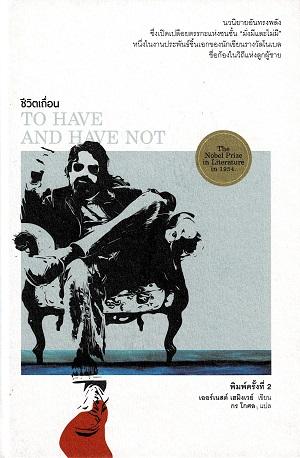 นวนิยายอันทรงพลัง
ซึ่งเปิดเปลือยตรรกะแห่งชนชั้น "มั่งมีและไม่มี"
หนึ่งในงานประพันธ์ชิ้นเอกของนักเขียนรางวัลโนเบล
ชื่อก้องในวิถีแห่งลูกผู้ชาย
ชีวิตเถื่อน
TO HAVE
AND HAVE NOT
The
Nobel Prize
in Literature
in 1954.
พิมพ์ครั้งที่ 2
เออร์เนสต์ เฮมิงเวย์ เขียน
กร โกศล แปล